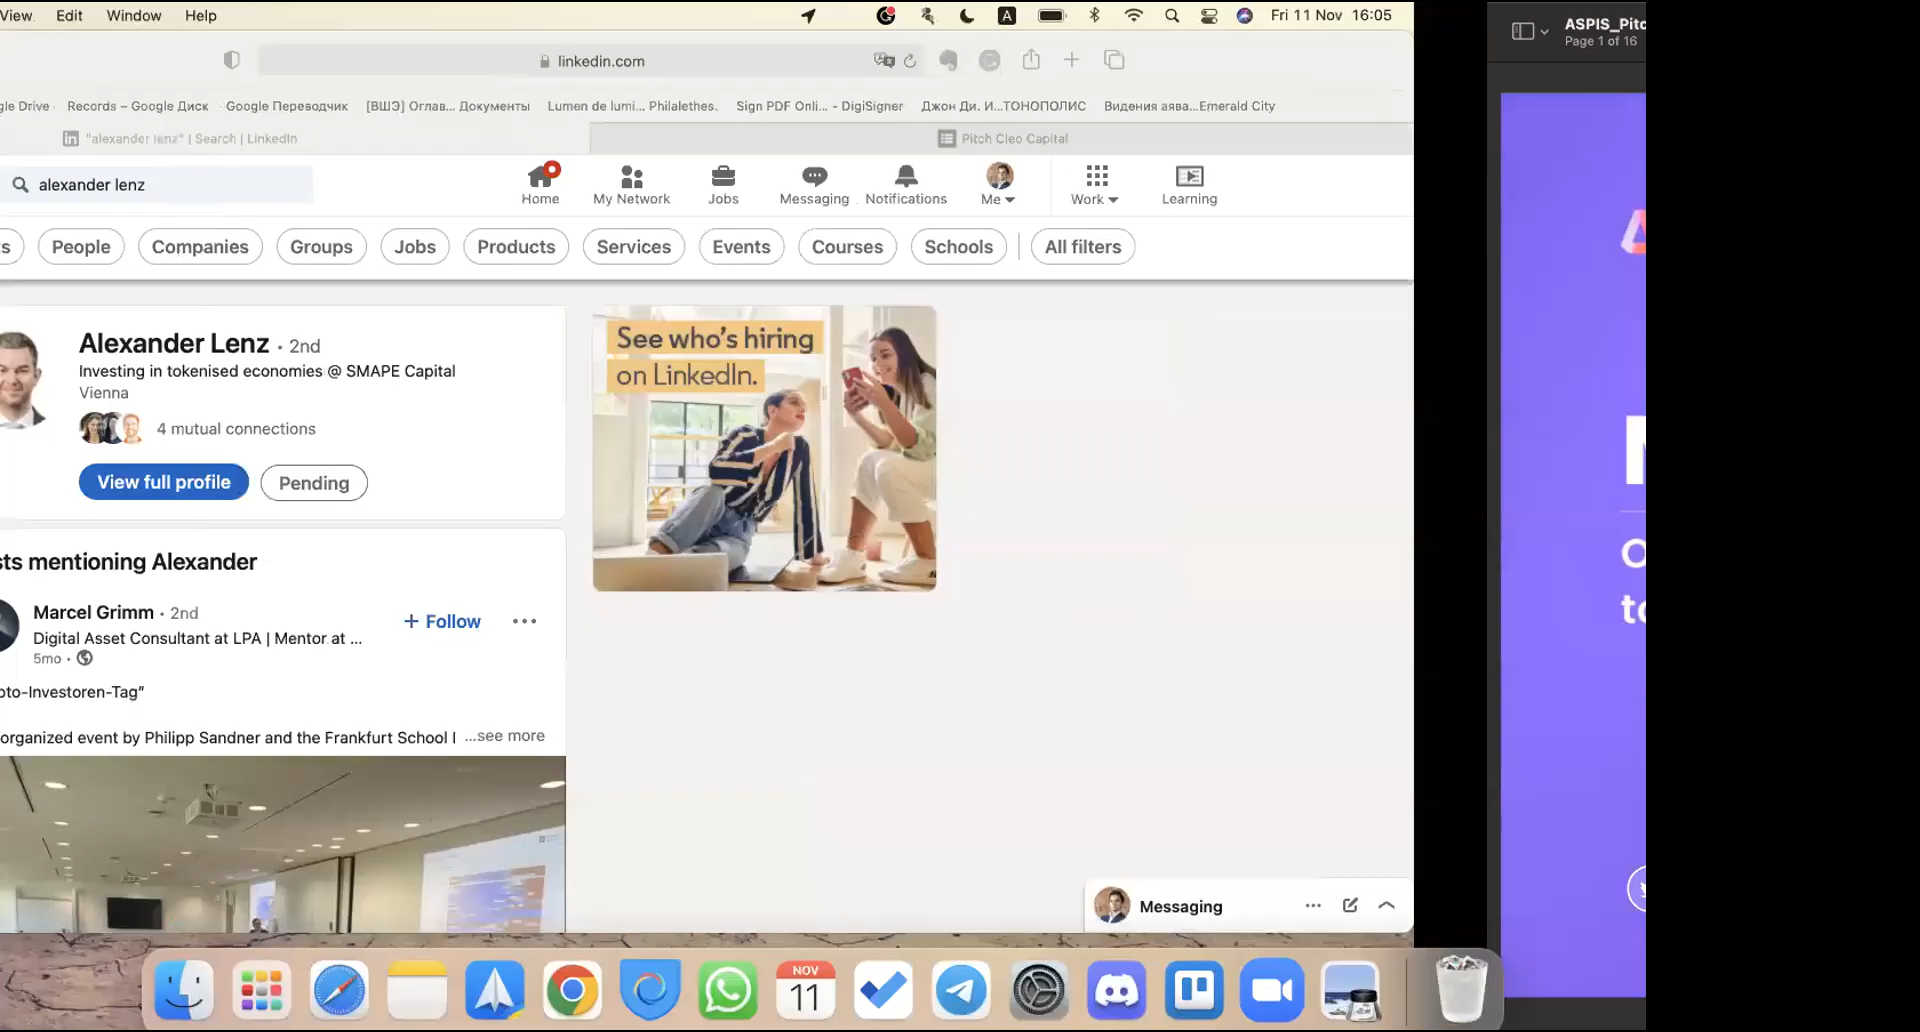 View Edit Window Help
A Fri 11 Nov 16:05
linkedin.com
gle Drive Records – Google Диск Google Переводчик [ВШЭ] Оглав... Документы Lumen de lumi... Philalethes. Sign PDF Onli... - DigiSigner Джон Ди. И...ТОНОПОЛИС Видения аява...Emerald City
"alexander lenz" | Search | LinkedIn
Pitch Cleo Capital
alexander lenz
Home My Network Jobs Messaging Notifications Me Work Learning
ts People Companies Groups Jobs Products Services Events Courses Schools All filters
Alexander Lenz · 2nd
Investing in tokenised economies @ SMAPE Capital
Vienna
4 mutual connections
View full profile Pending
See who's hiring
on LinkedIn.
sts mentioning Alexander
Marcel Grimm · 2nd
Digital Asset Consultant at LPA | Mentor at ...
5mo ·
+ Follow ···
pto-Investoren-Tag"
organized event by Philipp Sandner and the Frankfurt School I ...see more
Messaging
NOV
11
ASPIS_Pitc
Page 1 of 16